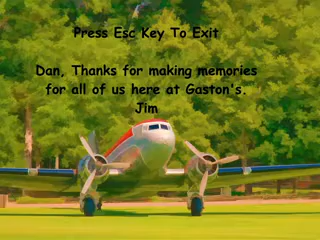 Press Esc Key To Exit
Dan, Thanks for making memories
for all of us here at Gaston's.
Jim